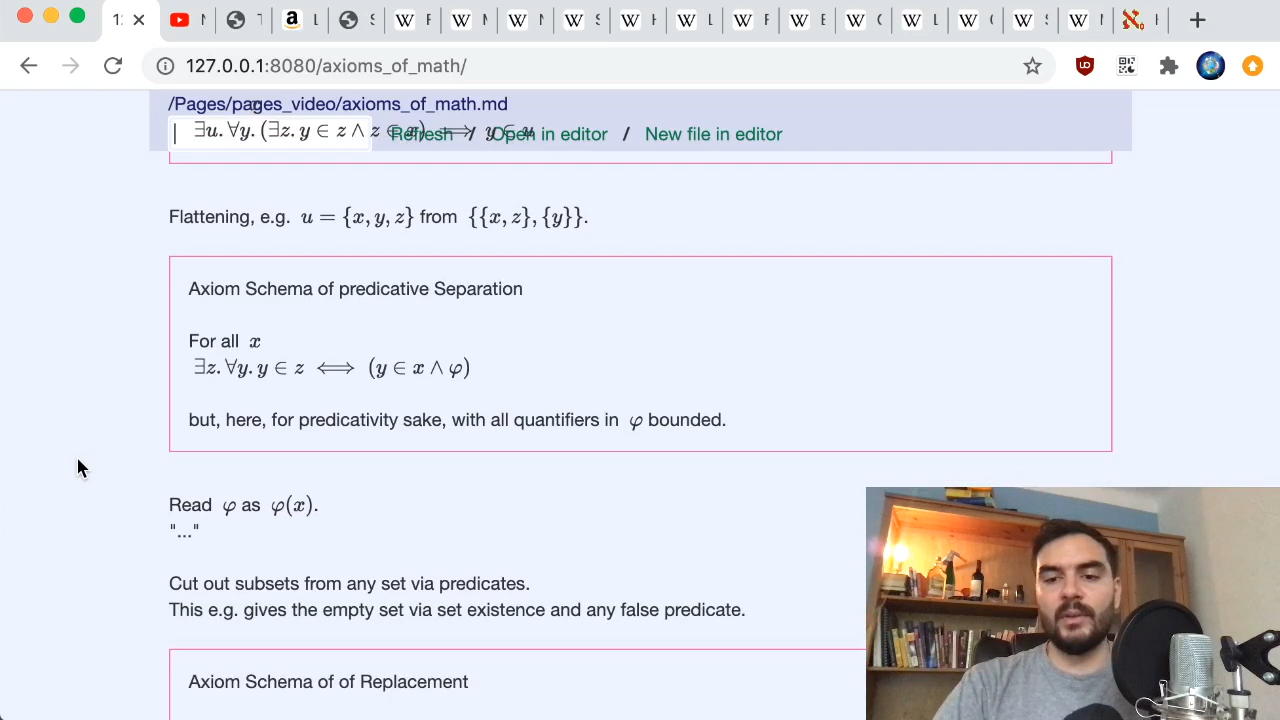 127.0.0.1:8080/axioms_of_math/
/Pages/pages_video/axioms_of_math.md
∃u. ∀y. (∃z. y ∈ z ∧ z ∈ x) ⟹ y ∈ u
Refresh / Open in editor / New file in editor
Flattening, e.g. u = {x, y, z} from {{x, z}, {y}}.
Axiom Schema of predicative Separation
For all x
∃z. ∀y. y ∈ z ⟺ (y ∈ x ∧ φ)
but, here, for predicativity sake, with all quantifiers in φ bounded.
Read φ as φ(x).
"..."
Cut out subsets from any set via predicates.
This e.g. gives the empty set via set existence and any false predicate.
Axiom Schema of of Replacement